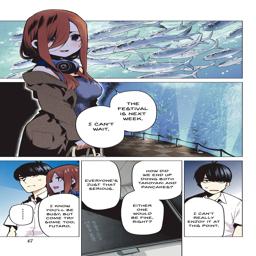 THE
FESTIVAL
IS NEXT
WEEK.
I CAN'T
WAIT.
HOW DID
WE END UP
DOING BOTH
TAKOYAKI AND
PANCAKES?
EVERYONE'S
JUST THAT
SERIOUS.
EITHER
ONE
WOULD
BE FINE,
RIGHT?
I CAN'T
REALLY
ENJOY IT AT
THIS POINT.
I KNOW
YOU'LL BE
BUSY, BUT
COME TRY
SOME TOO,
FUTARO.
67